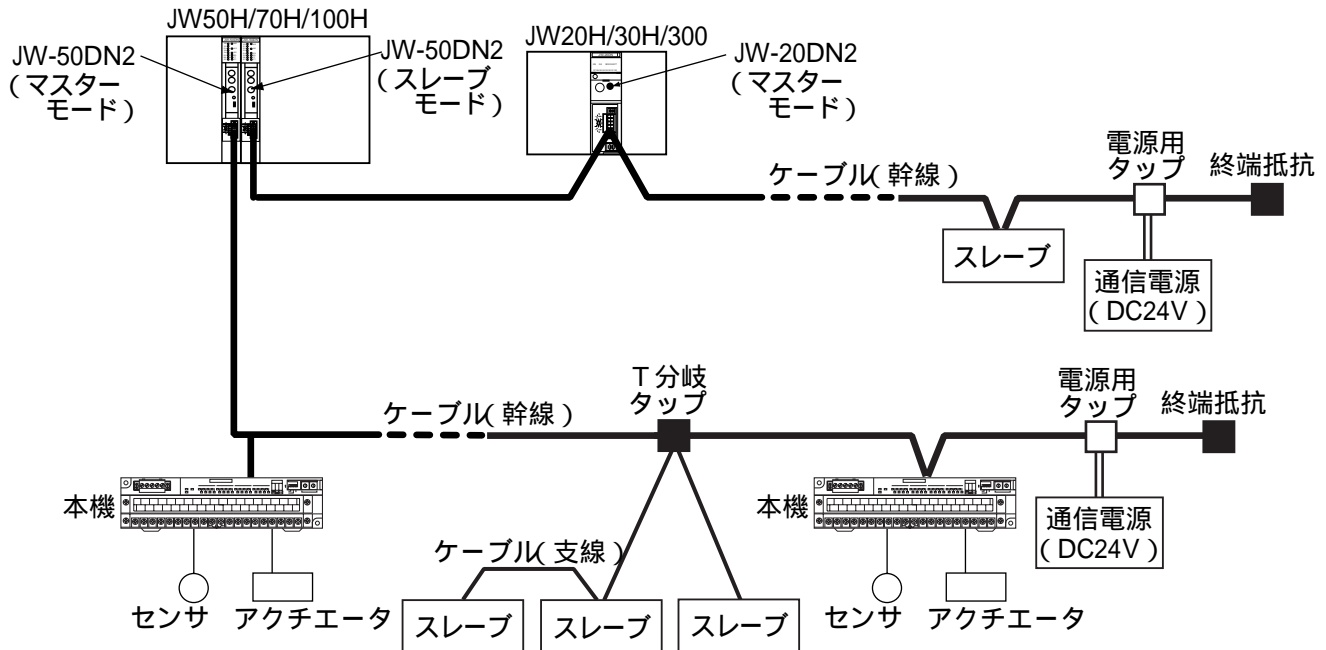 JW50H/70H/100H
JW-50DN2
(マスター
モード)
JW-50DN2
(スレーブ
モード)
JW20H/30H/300
JW-20DN2
(マスター
モード)
ケーブル(幹線)
電源用
タップ
終端抵抗
スレーブ
通信電源
(DC24V)
ケーブル(幹線)
T分岐
タップ
電源用
タップ
終端抵抗
本機
本機
通信電源
(DC24V)
ケーブル(支線)
センサ
アクチエータ
スレーブ
スレーブ
スレーブ
センサ
アクチエータ